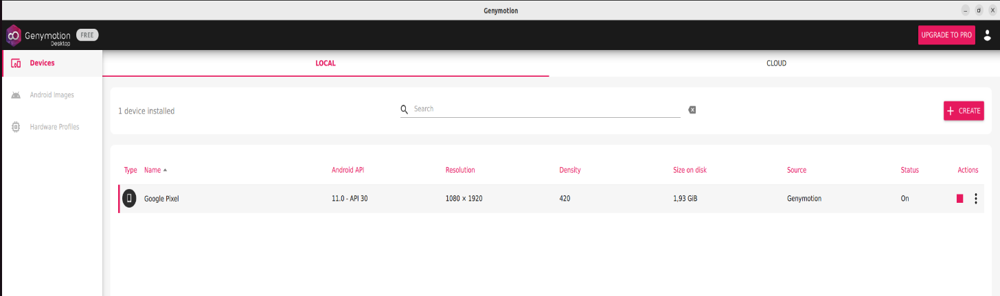 Genymotion
Genymotion Desktop FREE
UPGRADE TO PRO
Devices
LOCAL CLOUD
Android Images
Hardware Profiles
1 device installed
Search
+ CREATE
Type Name Android API Resolution Density Size on disk Source Status Actions
Google Pixel 11.0 - API 30 1080 × 1920 420 1,93 GiB Genymotion On